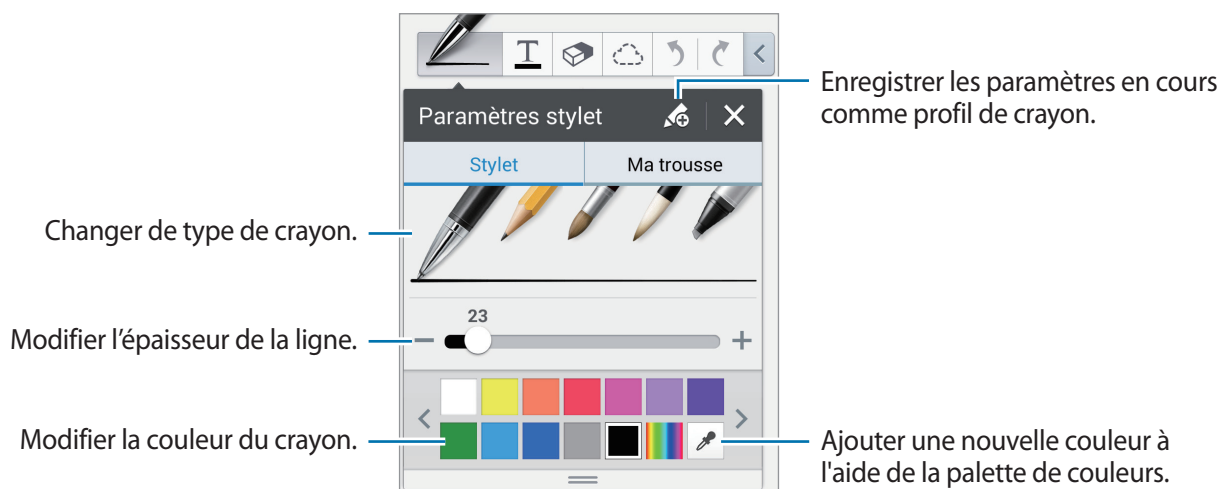 T
Enregistrer les paramètres en cours
comme profil de crayon.
Paramètres stylet
Stylet
Ma trousse
Changer de type de crayon.
23
Modifier l’épaisseur de la ligne.
Modifier la couleur du crayon.
Ajouter une nouvelle couleur à
l'aide de la palette de couleurs.